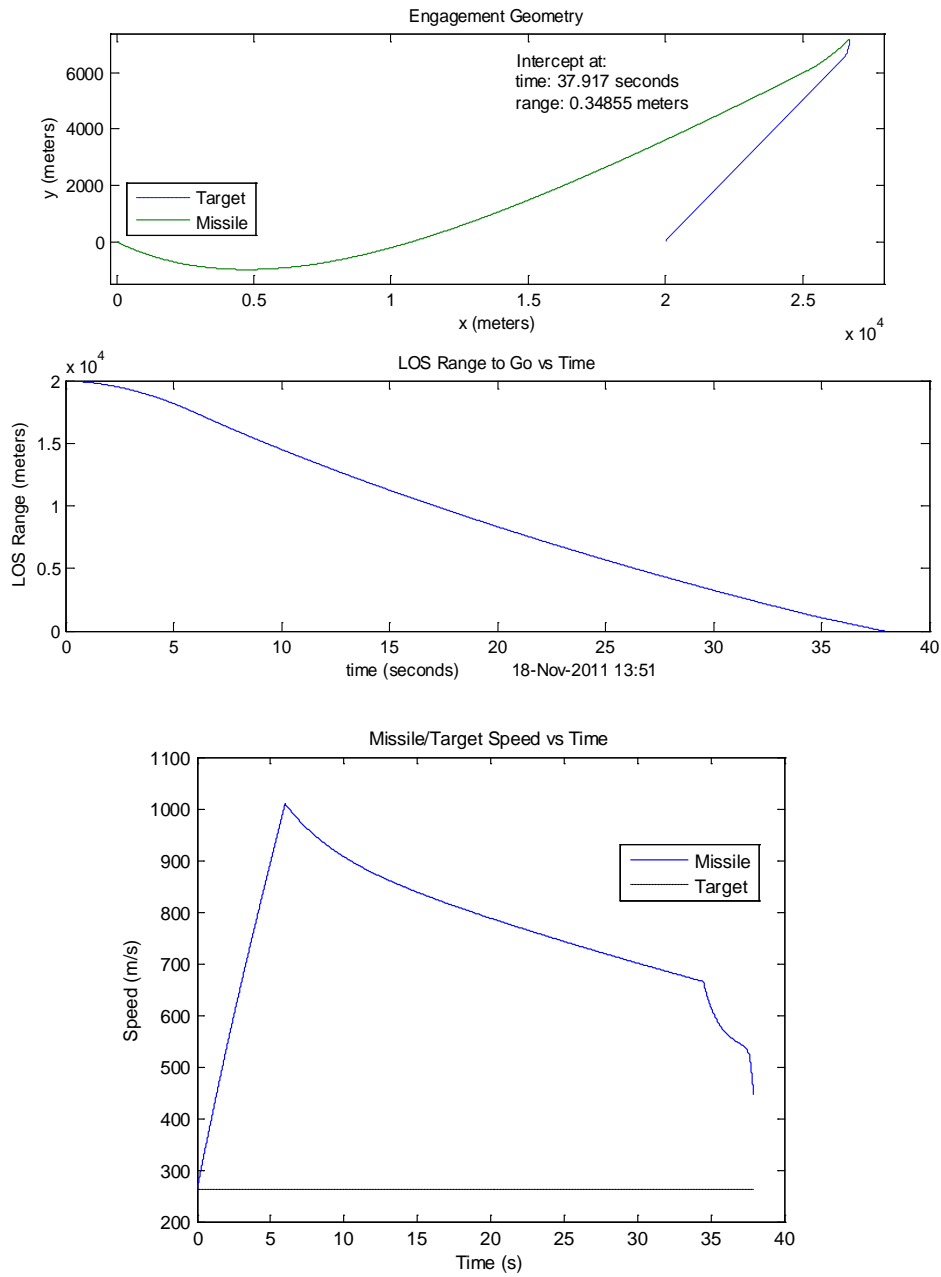 Engagement Geometry
Intercept at:
time: 37.917 seconds
range: 0.34855 meters
6000
4000
2000
0
y (meters)
Target
Missile
0 0.5 1 1.5 2 2.5
x (meters)
x 10^4
x 10^4
LOS Range to Go vs Time
2
1.5
1
0.5
0
LOS Range (meters)
0 5 10 15 20 25 30 35 40
time (seconds) 18-Nov-2011 13:51
Missile/Target Speed vs Time
1100
1000
900
800
700
600
500
400
300
200
Speed (m/s)
Missile
Target
0 5 10 15 20 25 30 35 40
Time (s)